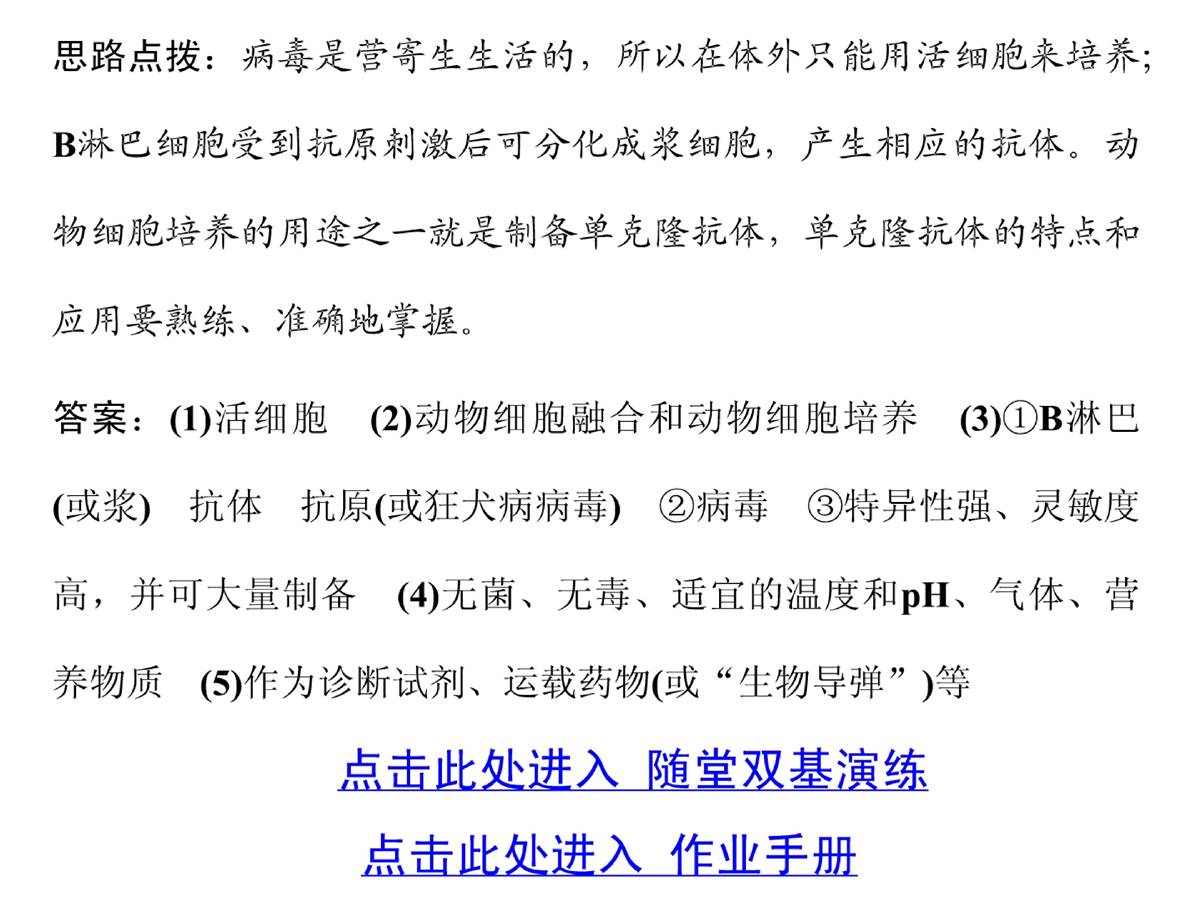 思路点拨：病毒是营寄生生活的，所以在体外只能用活细胞来培养；
B淋巴细胞受到抗原刺激后可分化成浆细胞，产生相应的抗体。动
物细胞培养的用途之一就是制备单克隆抗体，单克隆抗体的特点和
应用要熟练、准确地掌握。
答案：(1)活细胞　(2)动物细胞融合和动物细胞培养　(3)①B淋巴
(或浆)　抗体　抗原(或狂犬病病毒)　②病毒　③特异性强、灵敏度
高，并可大量制备　(4)无菌、无毒、适宜的温度和pH、气体、营
养物质　(5)作为诊断试剂、运载药物(或“生物导弹”)等
点击此处进入 随堂双基演练
点击此处进入 作业手册